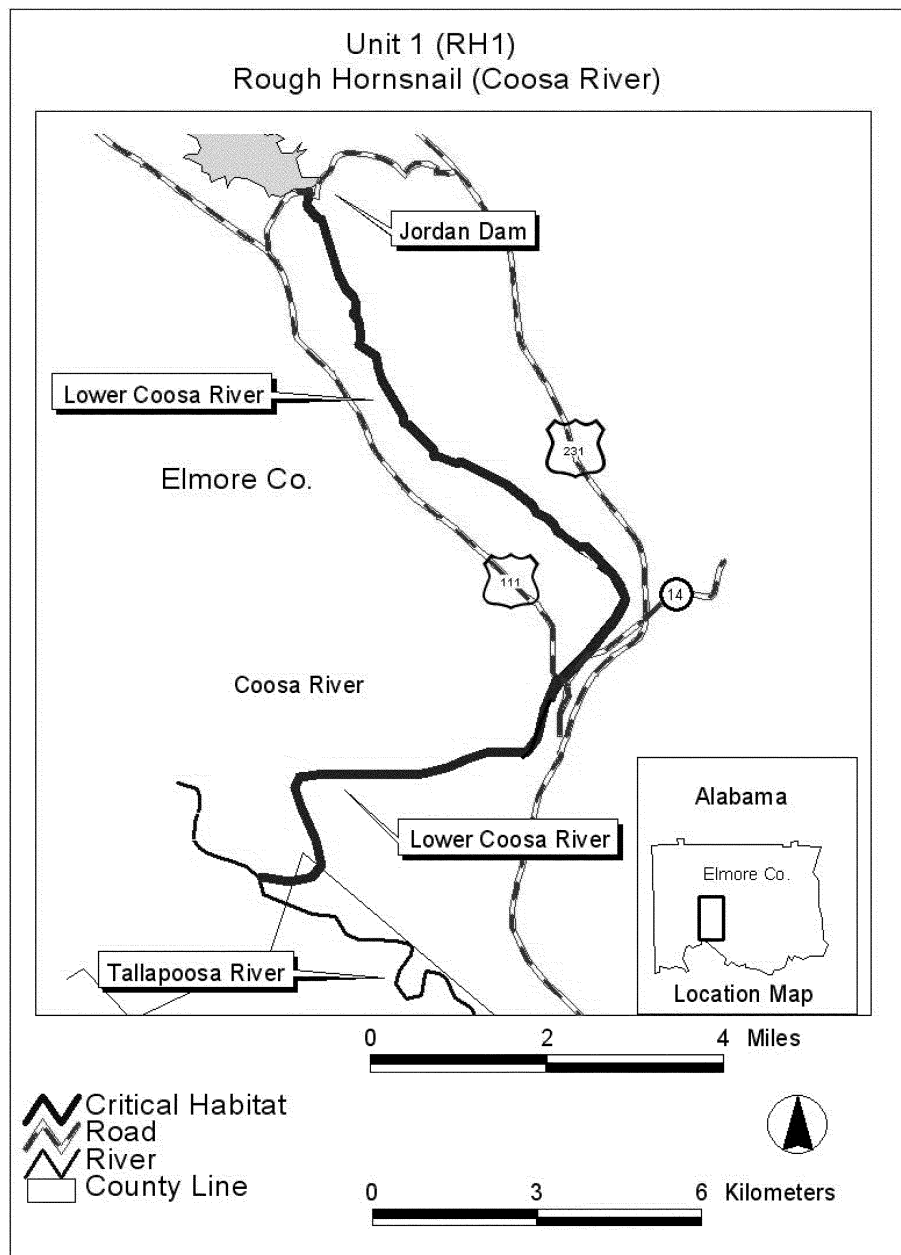 Unit 1 (RH1)
Rough Hornsnail (Coosa River)
Jordan Dam
Lower Coosa River
231
Elmore Co.
111
14
Coosa River
Alabama
Lower Coosa River
Elmore Co.
Tallapoosa River
Location Map
0 2 4 Miles
Critical Habitat
Road
River
County Line
0 3 6 Kilometers